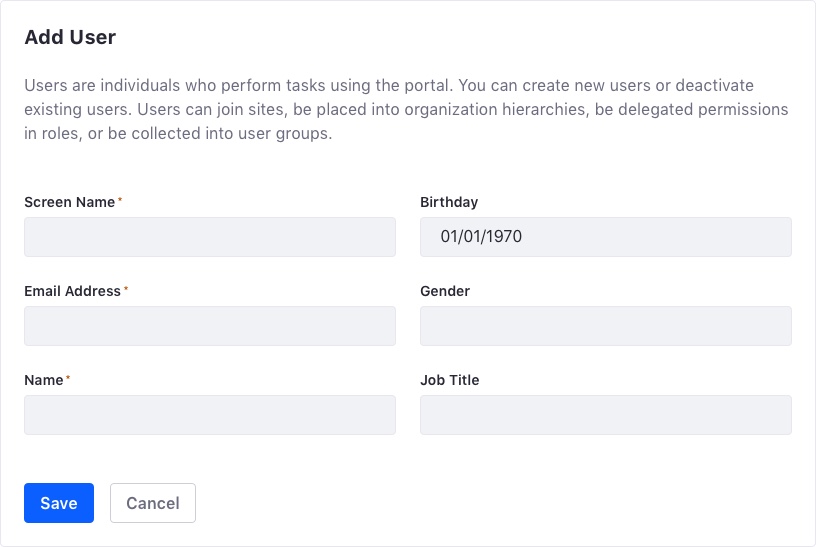 Add User
Users are individuals who perform tasks using the portal. You can create new users or deactivate
existing users. Users can join sites, be placed into organization hierarchies, be delegated permissions
in roles, or be collected into user groups.
Screen Name*
Birthday
01/01/1970
Email Address*
Gender
Name*
Job Title
Save
Cancel